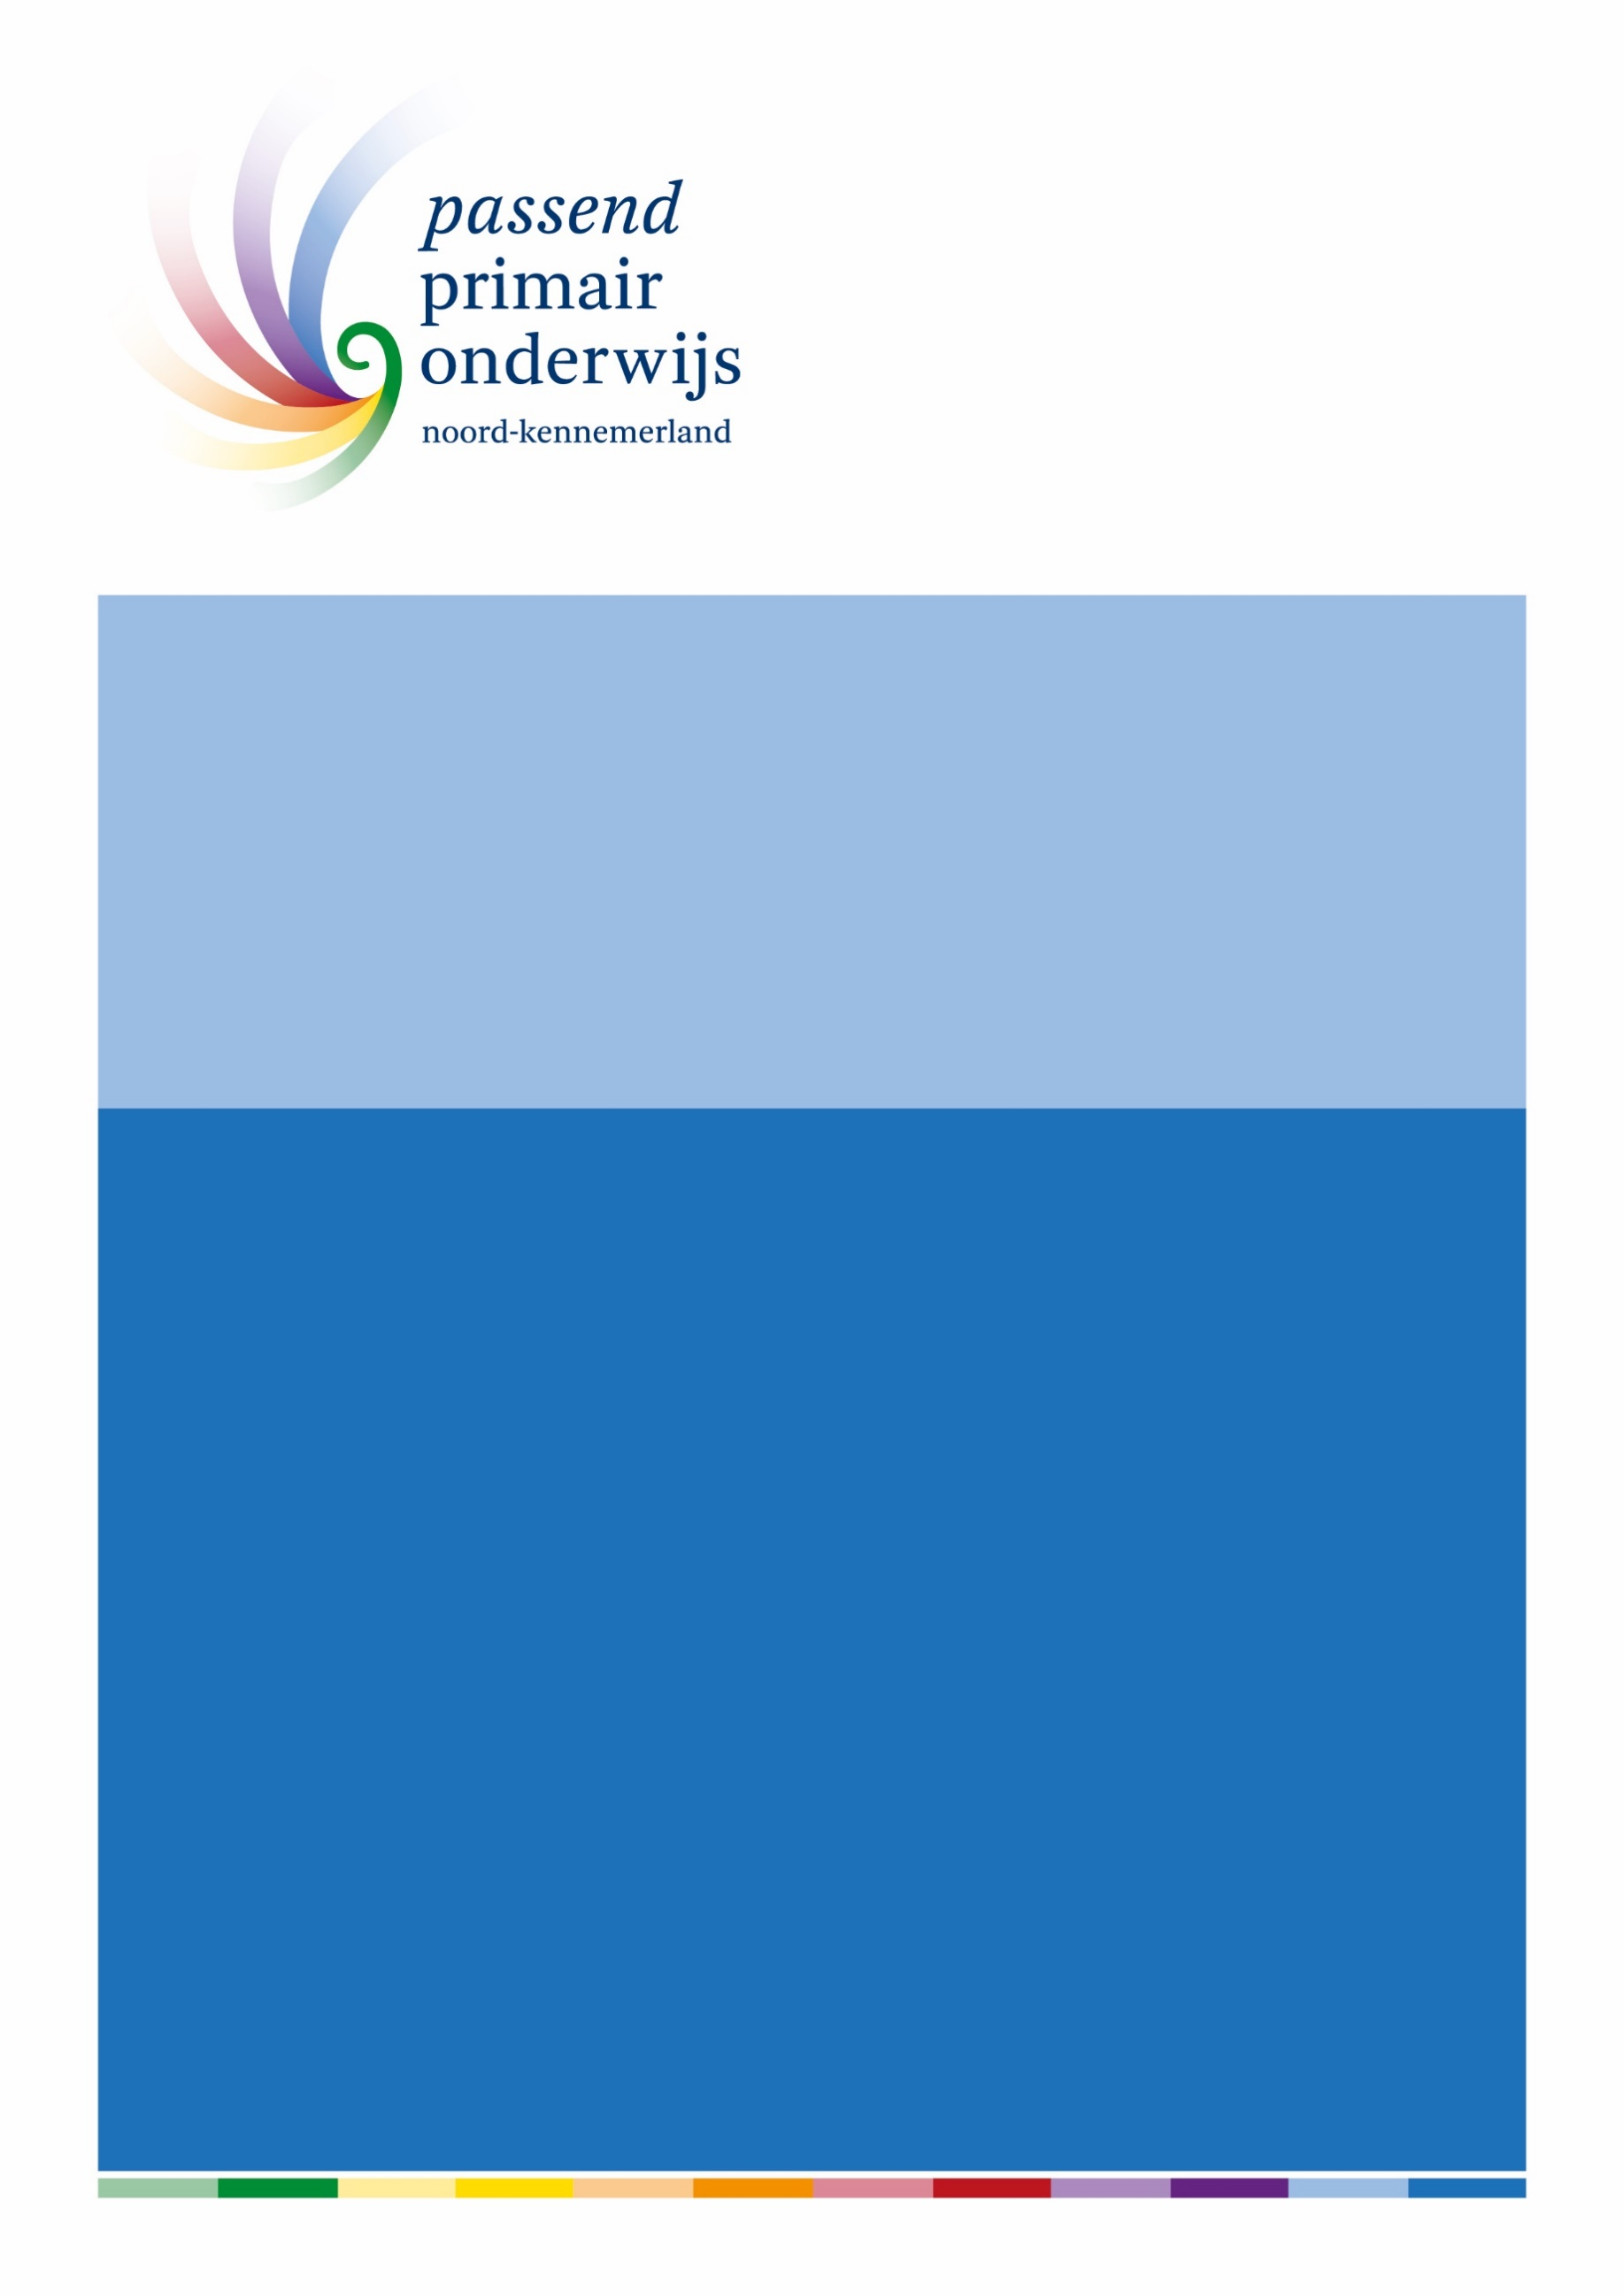 passend
primair
onderwijs
noord-kennemerland